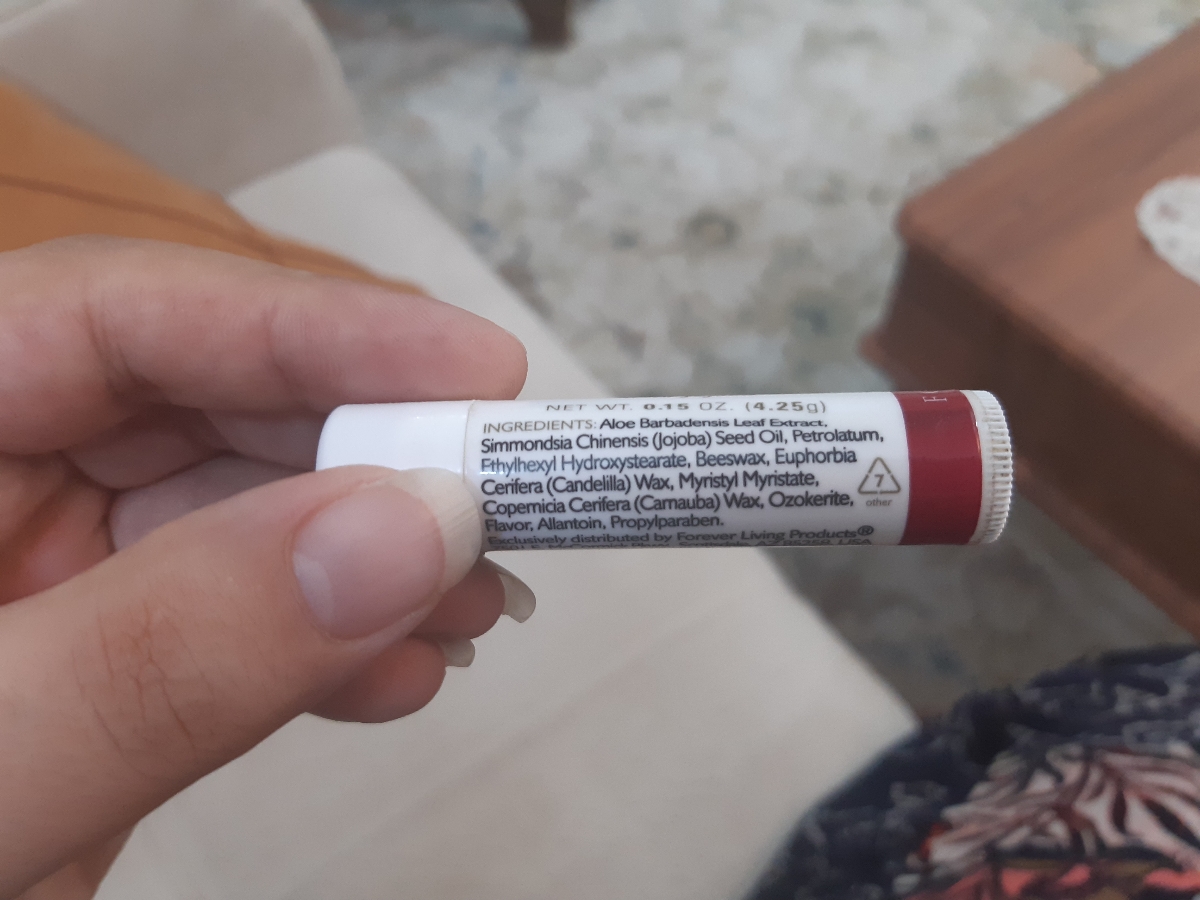 NET WT. 0.15 OZ. (4.25g)
INGREDIENTS: Aloe Barbadensis Leaf Extract,
Simmondsia Chinensis (Jojoba) Seed Oil, Petrolatum,
Ethylhexyl Hydroxystearate, Beeswax, Euphorbia
Cerifera (Candelilla) Wax, Myristyl Myristate,
Copernicia Cerifera (Carnauba) Wax, Ozokerite,
Flavor, Allantoin, Propylparaben.
Exclusively distributed by Forever Living Products®
7
other